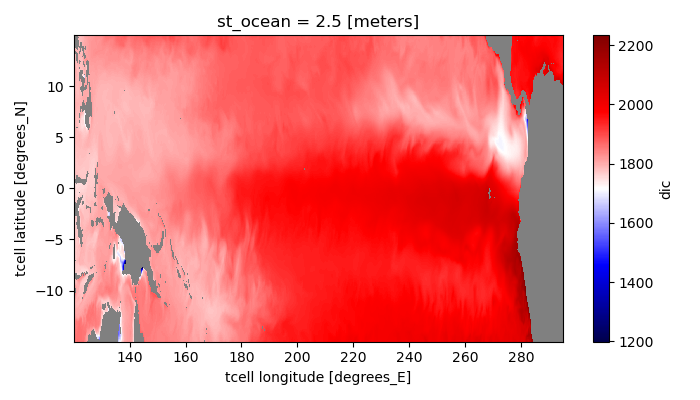 st_ocean = 2.5 [meters]
10
5
0
−5
−10
tcell latitude [degrees_N]
140 160 180 200 220 240 260 280
tcell longitude [degrees_E]
2200
2000
1800
1600
1400
1200
dic